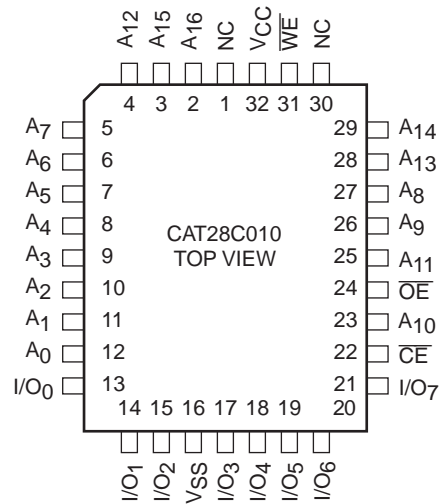 A12 A15 A16 NC VCC W̅E̅ NC
4 3 2 1 32 31 30
A7 5 29 A14
A6 6 28 A13
A5 7 27 A8
A4 8 26 A9
A3 9 25 A11
A2 10 24 O̅E̅
A1 11 23 A10
A0 12 22 C̅E̅
I/O0 13 21 I/O7
CAT28C010
TOP VIEW
14 15 16 17 18 19 20
I/O1 I/O2 VSS I/O3 I/O4 I/O5 I/O6